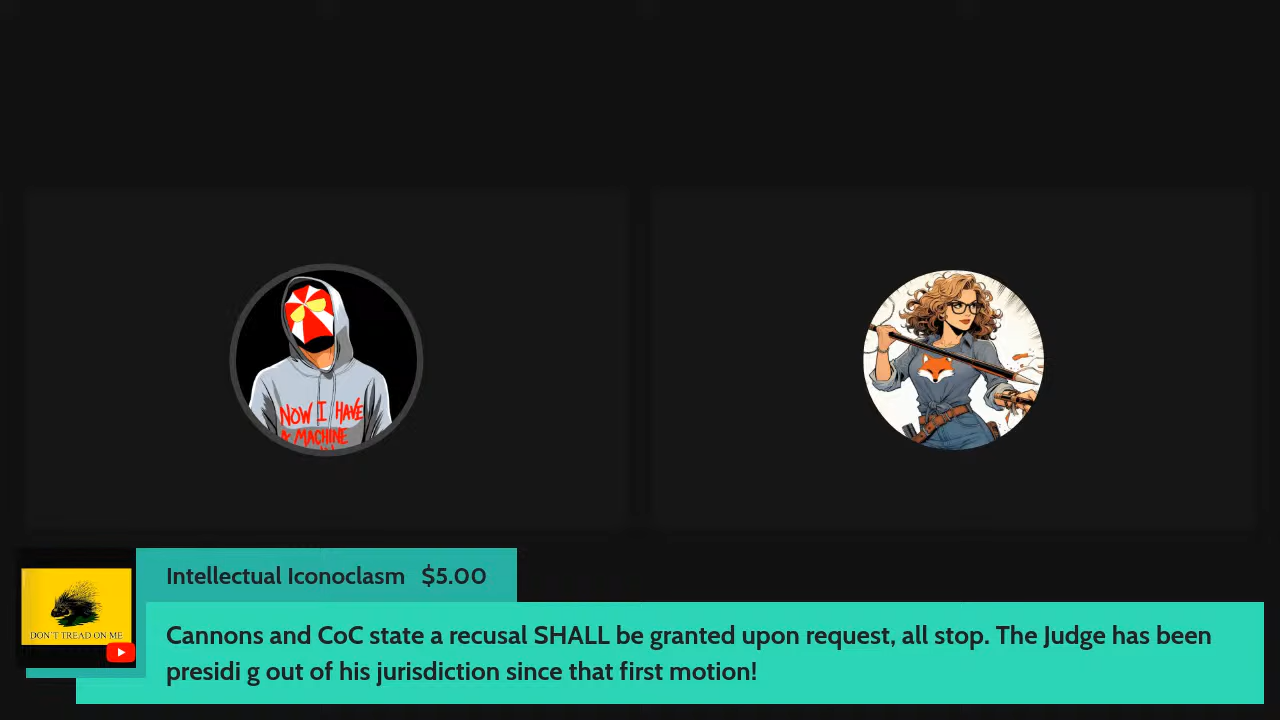 NOW I HAVE
A MACHINE
Intellectual Iconoclasm $5.00
DON'T TREAD ON ME
Cannons and CoC state a recusal SHALL be granted upon request, all stop. The Judge has been
presidi g out of his jurisdiction since that first motion!